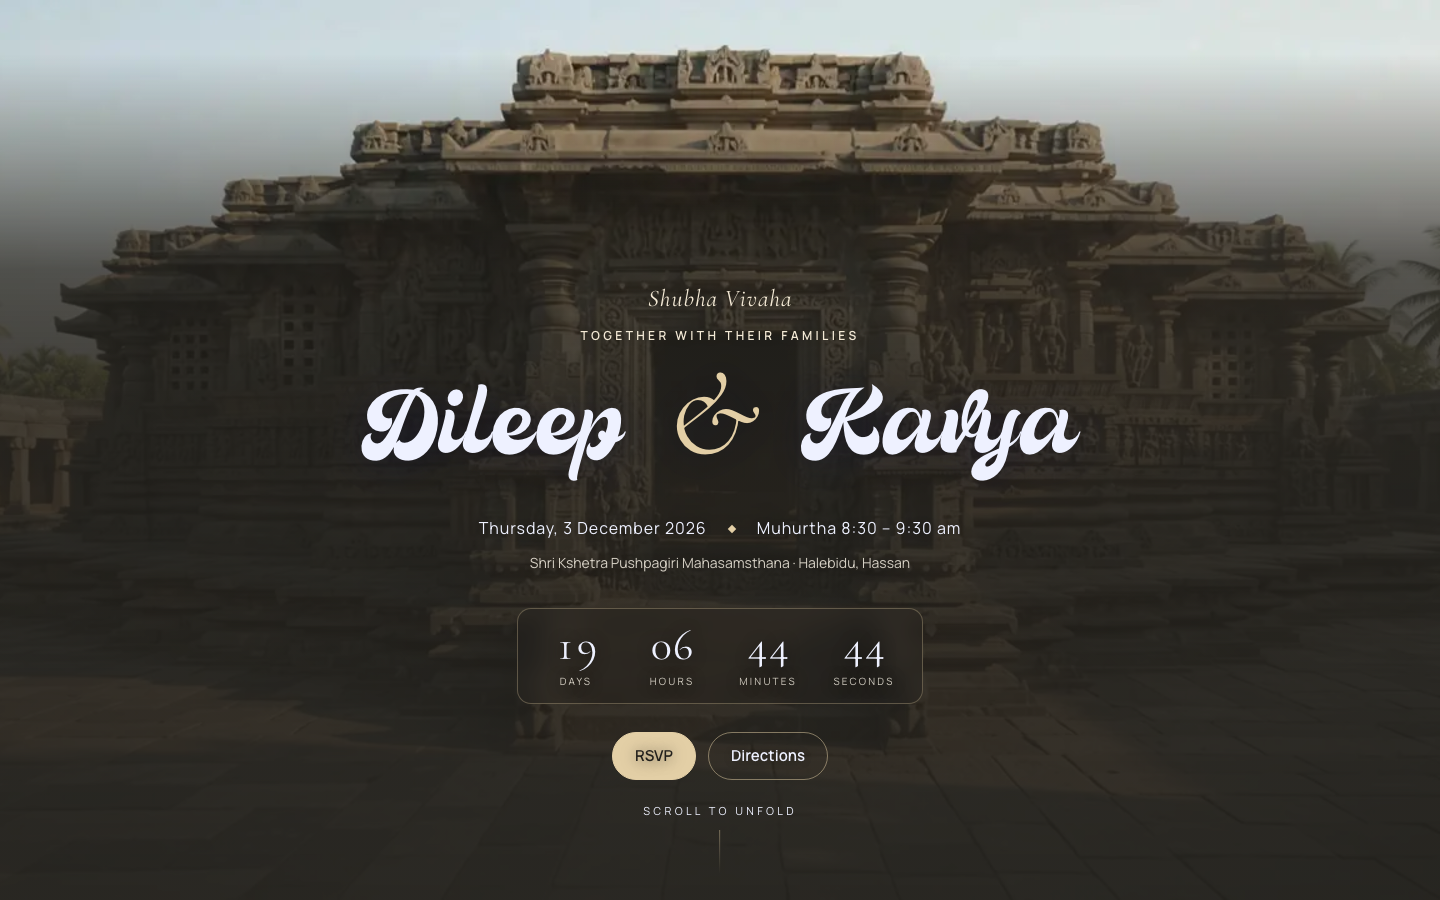 Shubha Vivaha
TOGETHER WITH THEIR FAMILIES
Dileep & Kavya
Thursday, 3 December 2026 ◆ Muhurtha 8:30 – 9:30 am
Shri Kshetra Pushpagiri Mahasamsthana · Halebidu, Hassan
19 06 44 44
DAYS HOURS MINUTES SECONDS
RSVP Directions
SCROLL TO UNFOLD